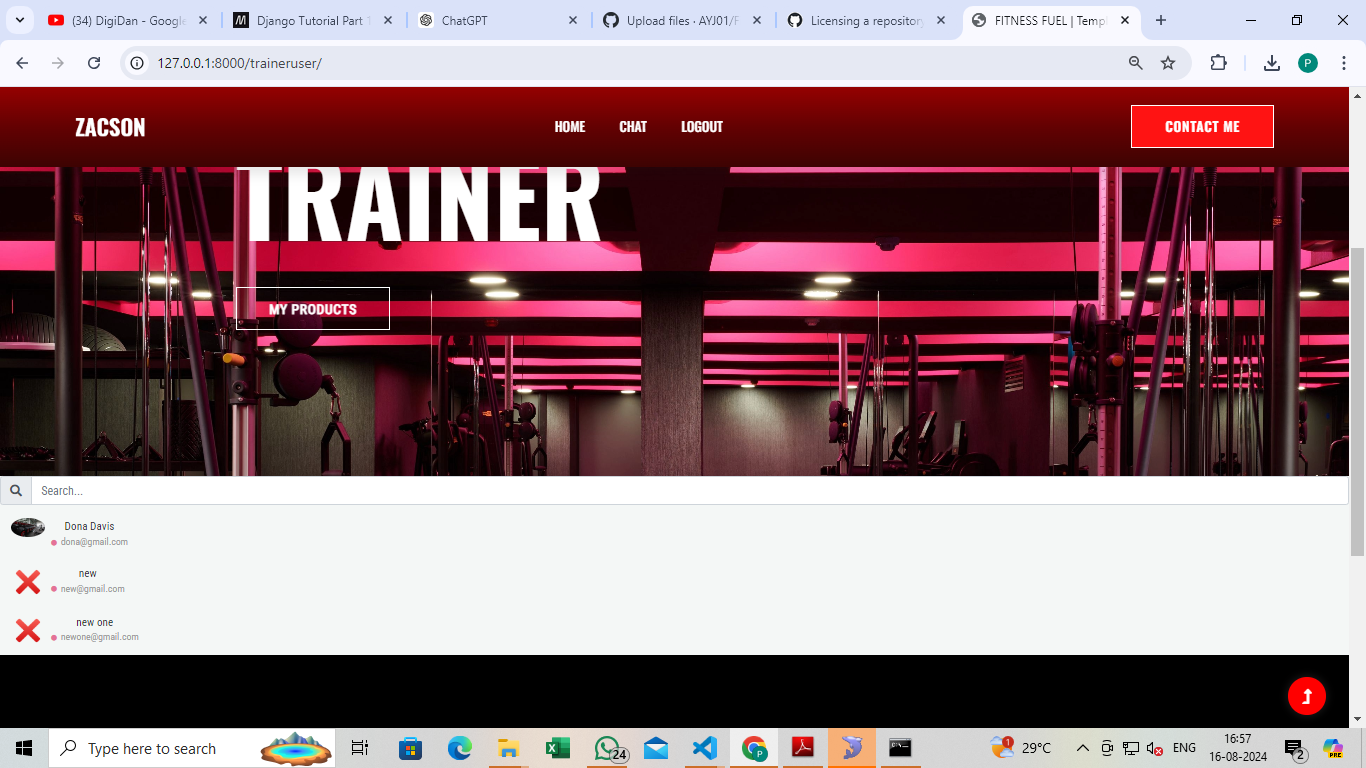 (34) DigiDan - Google
Django Tutorial Part 1
ChatGPT
Upload files · AYJ01/F
Licensing a repository
FITNESS FUEL | Templ
127.0.0.1:8000/traineruser/
P
ZACSON
HOME
CHAT
LOGOUT
CONTACT ME
TRAINER
MY PRODUCTS
Search...
Dona Davis
dona@gmail.com
new
new@gmail.com
new one
newone@gmail.com
Type here to search
24
P
1
29°C
ENG
16:57
16-08-2024
2
PRE